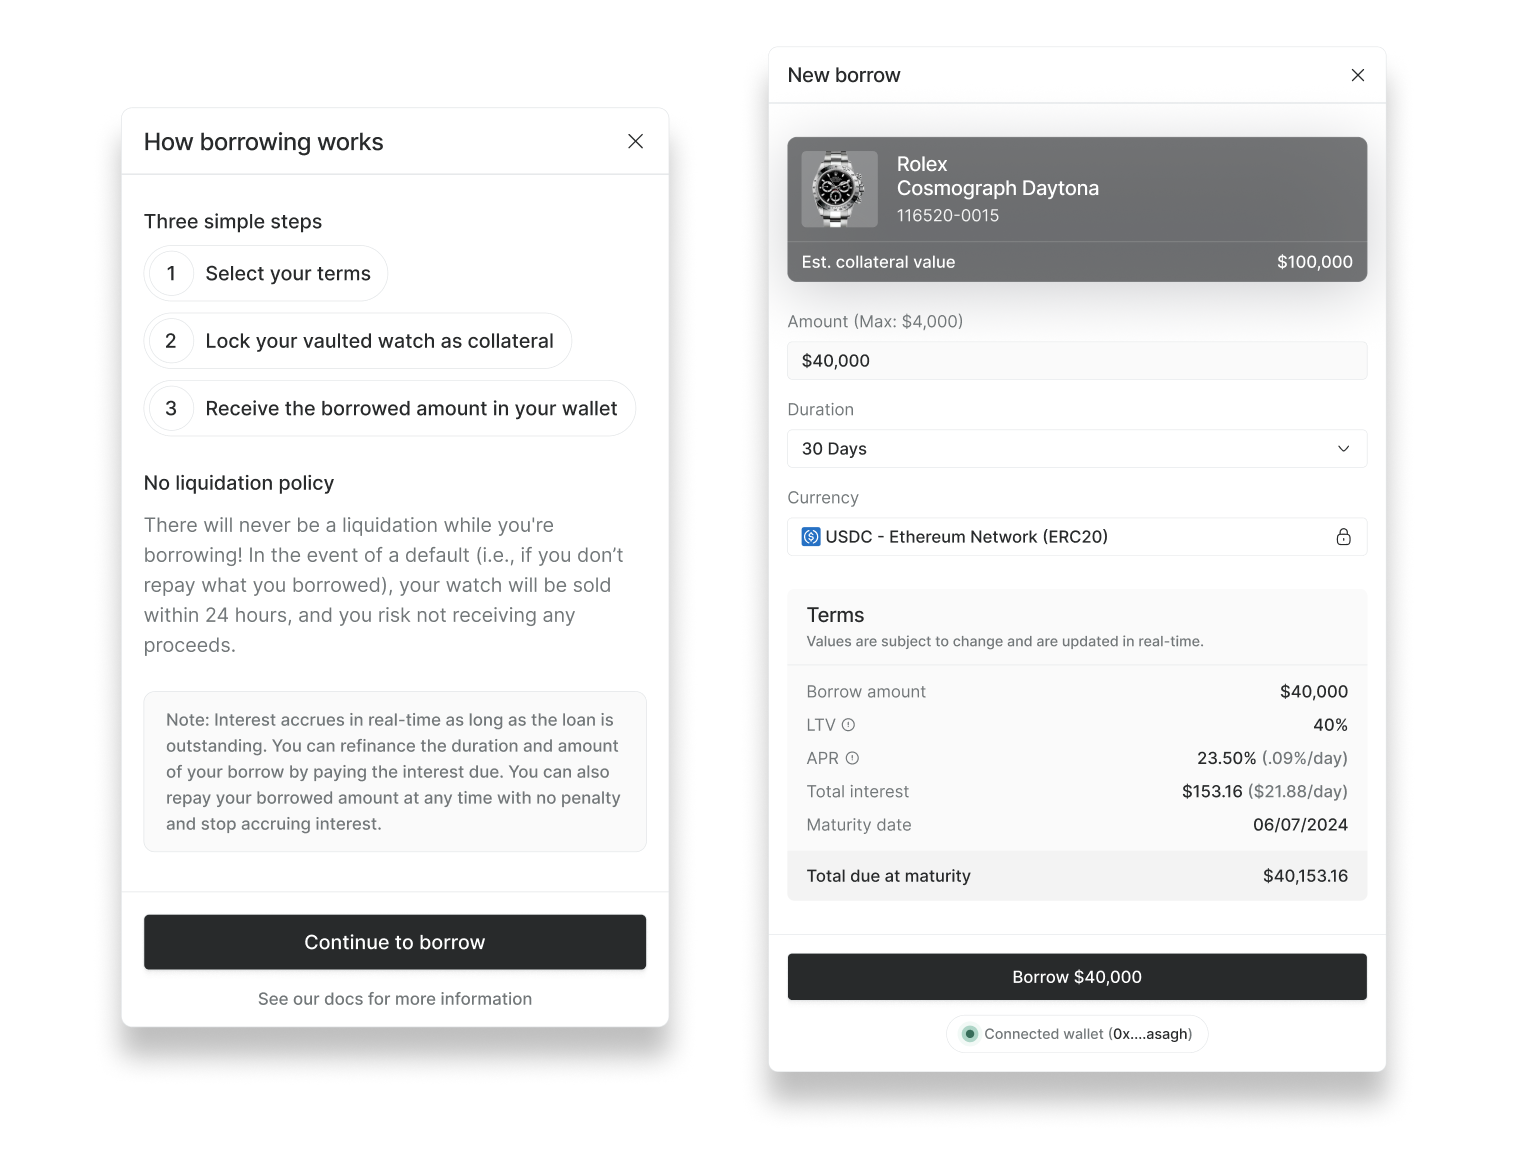 How borrowing works
Three simple steps
1 Select your terms
2 Lock your vaulted watch as collateral
3 Receive the borrowed amount in your wallet
No liquidation policy
There will never be a liquidation while you're
borrowing! In the event of a default (i.e., if you don’t
repay what you borrowed), your watch will be sold
within 24 hours, and you risk not receiving any
proceeds.
Note: Interest accrues in real-time as long as the loan is
outstanding. You can refinance the duration and amount
of your borrow by paying the interest due. You can also
repay your borrowed amount at any time with no penalty
and stop accruing interest.
Continue to borrow
See our docs for more information
New borrow
Rolex
Cosmograph Daytona
116520-0015
Est. collateral value $100,000
Amount (Max: $4,000)
$40,000
Duration
30 Days
Currency
USDC - Ethereum Network (ERC20)
Terms
Values are subject to change and are updated in real-time.
Borrow amount $40,000
LTV 40%
APR 23.50% (.09%/day)
Total interest $153.16 ($21.88/day)
Maturity date 06/07/2024
Total due at maturity $40,153.16
Borrow $40,000
Connected wallet (0x....asagh)